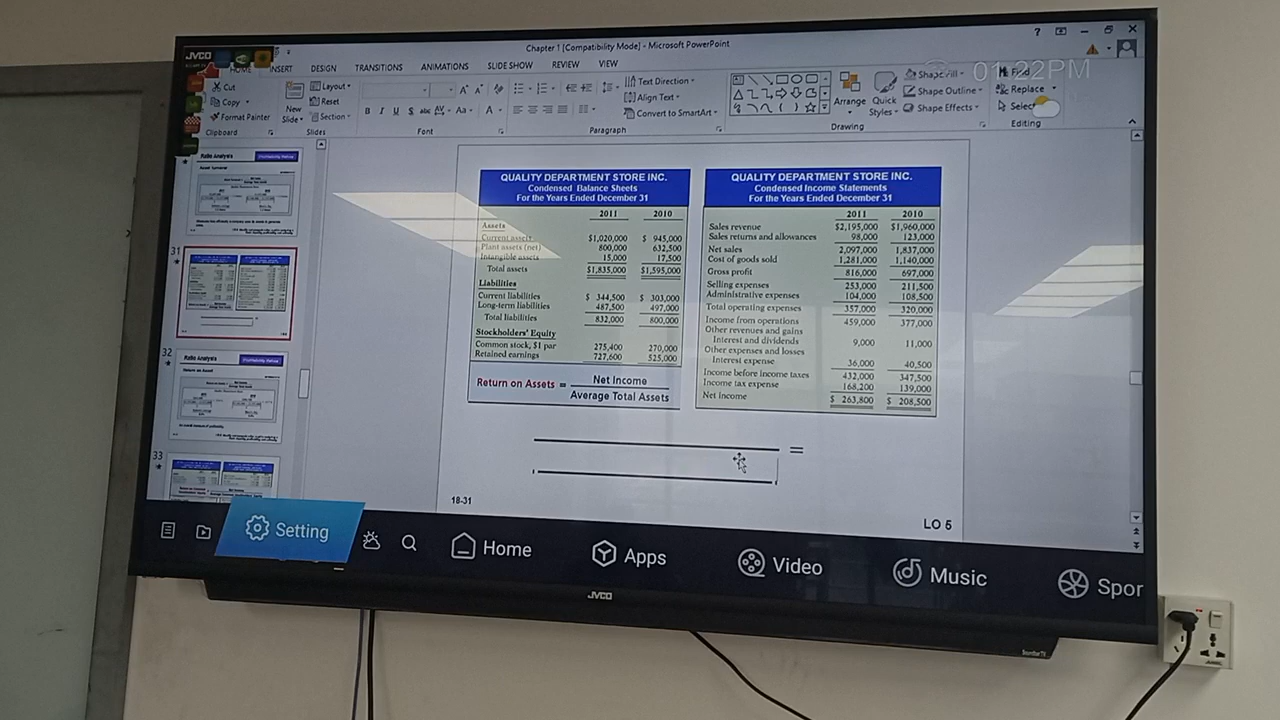 JVCO
Chapter 1 [Compatibility Mode] - Microsoft PowerPoint
HOME INSERT DESIGN TRANSITIONS ANIMATIONS SLIDE SHOW REVIEW VIEW
01:22PM
Cut
Copy
Format Painter
Clipboard
New
Slide
Layout
Reset
Section
Slides
B I U S abc AV Aa A
Font
Text Direction
Align Text
Convert to SmartArt
Paragraph
Arrange
Quick
Styles
Shape Fill
Shape Outline
Shape Effects
Drawing
Find
Replace
Select
Editing
Ratio Analysis
31
32
Ratio Analysis
33
QUALITY DEPARTMENT STORE INC.
Condensed Balance Sheets
For the Years Ended December 31
2011 2010
Assets
Current assets $1,020,000 $ 945,000
Plant assets (net) 800,000 632,500
Intangible assets 15,000 17,500
Total assets $1,835,000 $1,595,000
Liabilities
Current liabilities $ 344,500 $ 303,000
Long-term liabilities 487,500 497,000
Total liabilities 832,000 800,000
Stockholders' Equity
Common stock, $1 par 275,400 270,000
Retained earnings 727,600 525,000
Return on Assets = Net Income
Average Total Assets
QUALITY DEPARTMENT STORE INC.
Condensed Income Statements
For the Years Ended December 31
2011 2010
Sales revenue $2,195,000 $1,960,000
Sales returns and allowances 98,000 123,000
Net sales 2,097,000 1,837,000
Cost of goods sold 1,281,000 1,140,000
Gross profit 816,000 697,000
Selling expenses 253,000 211,500
Administrative expenses 104,000 108,500
Total operating expenses 357,000 320,000
Income from operations 459,000 377,000
Other revenues and gains
Interest and dividends 9,000 11,000
Other expenses and losses
Interest expense 36,000 40,500
Income before income taxes 432,000 347,500
Income tax expense 168,200 139,000
Net income $ 263,800 $ 208,500
=
18-31
LO 5
Setting
Home
Apps
Video
Music
Spor
JVCO
Soundbar TV